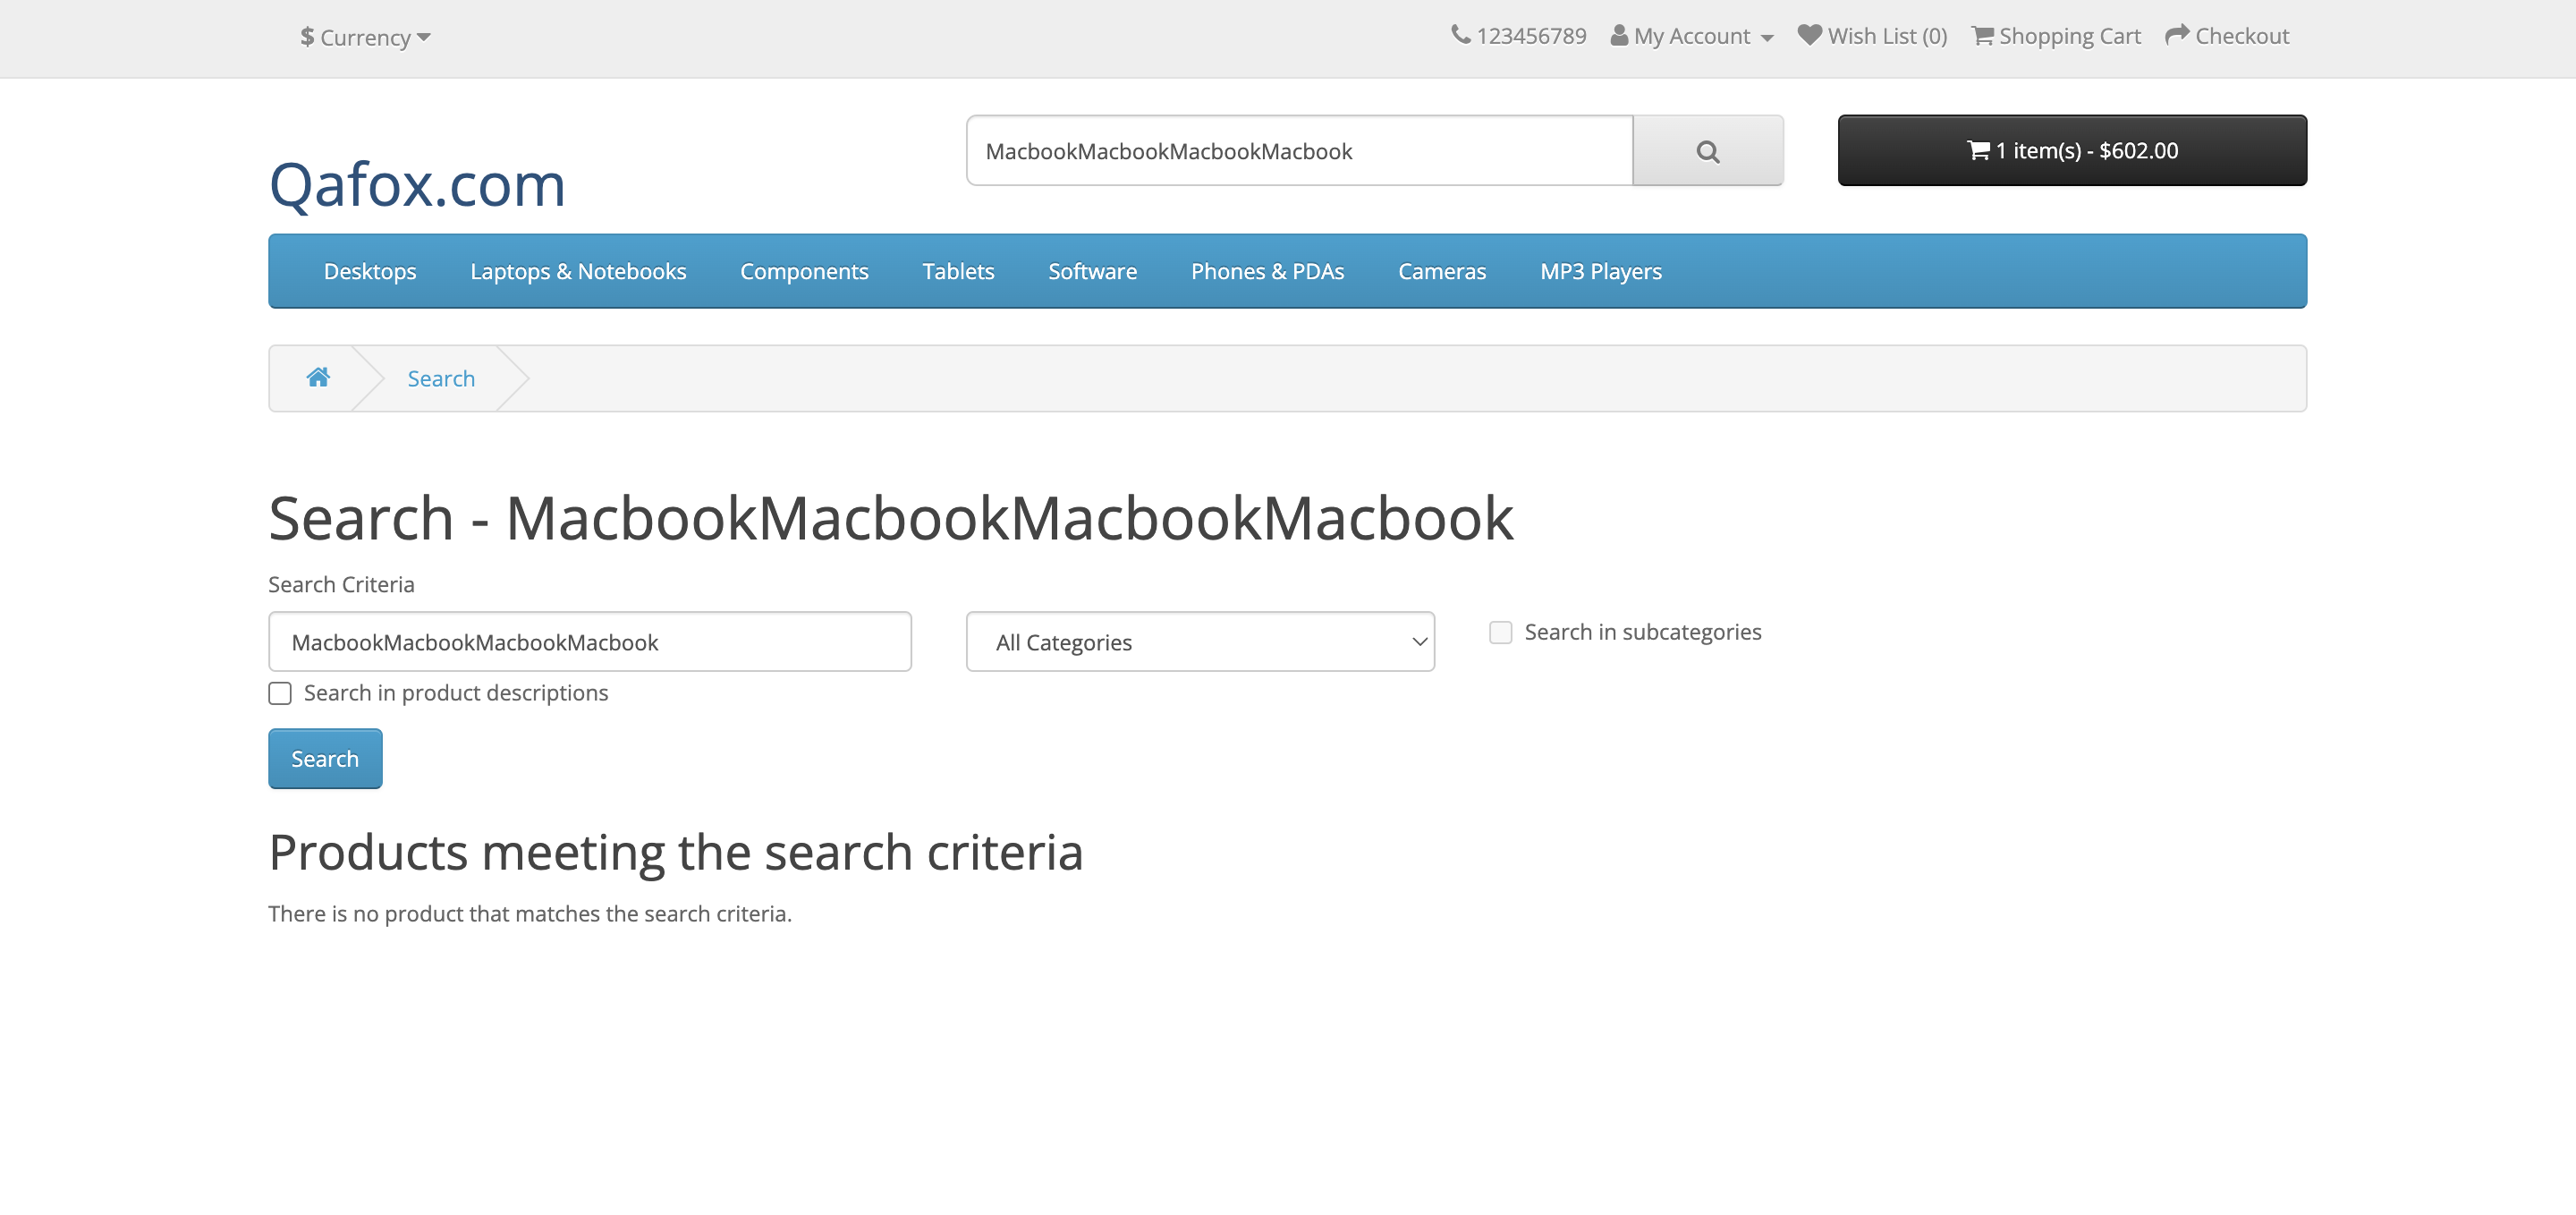 $ Currency
123456789 My Account Wish List (0) Shopping Cart Checkout
Qafox.com
MacbookMacbookMacbookMacbook
1 item(s) - $602.00
Desktops Laptops & Notebooks Components Tablets Software Phones & PDAs Cameras MP3 Players
Search
Search - MacbookMacbookMacbookMacbook
Search Criteria
MacbookMacbookMacbookMacbook
All Categories
Search in subcategories
Search in product descriptions
Search
Products meeting the search criteria
There is no product that matches the search criteria.